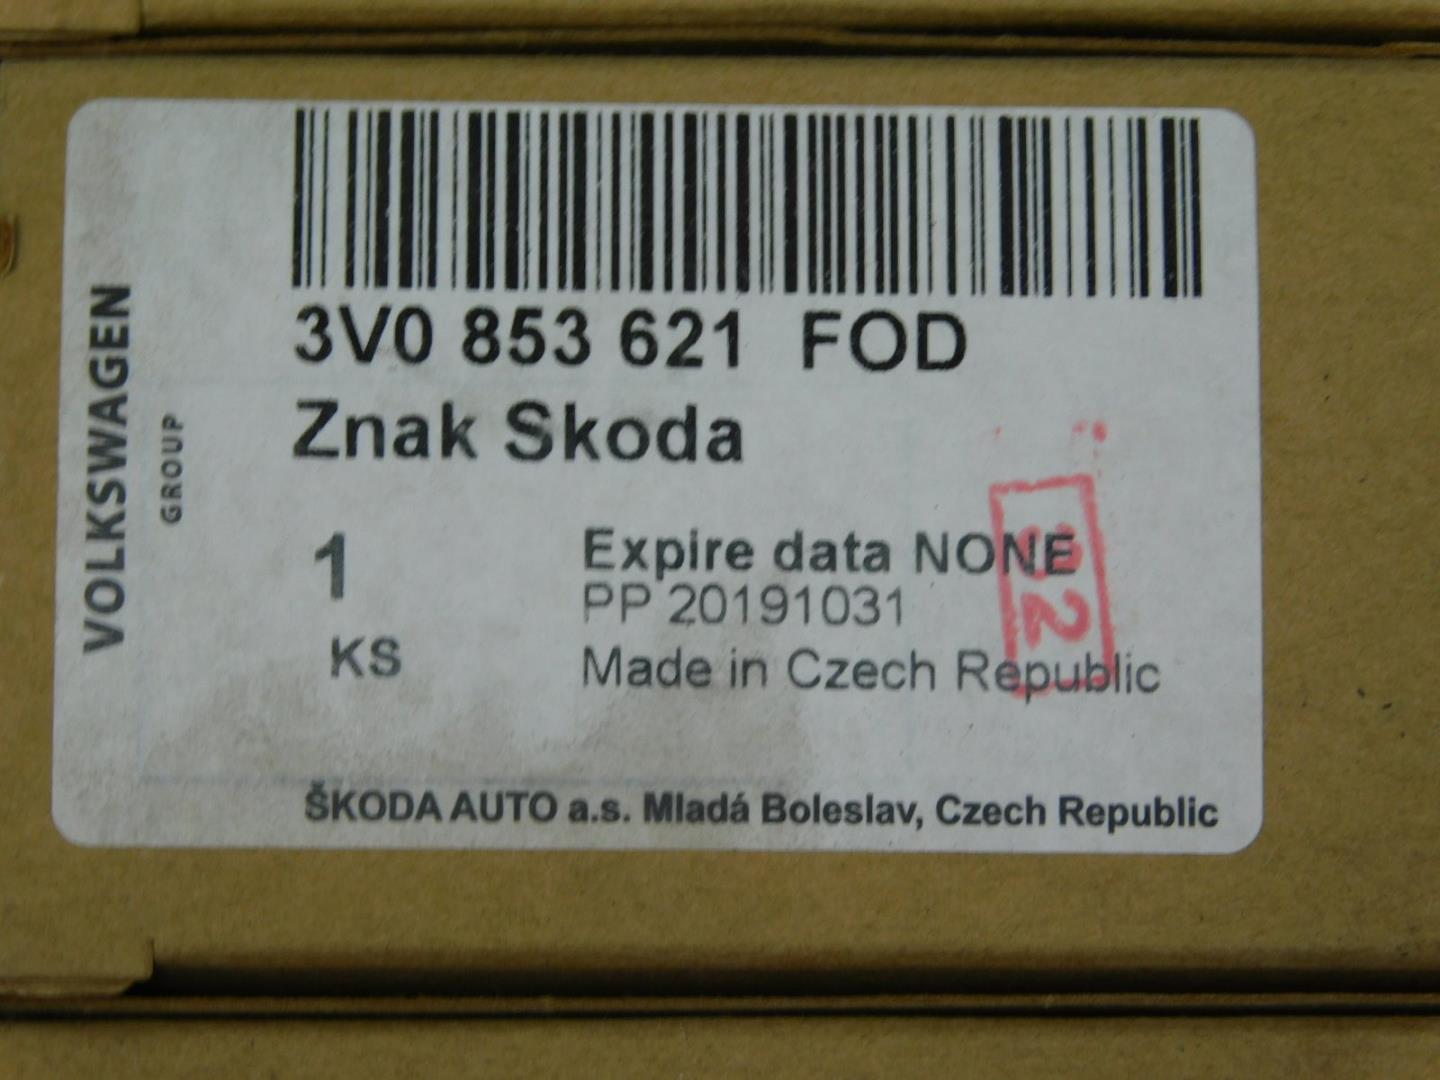 VOLKSWAGEN
GROUP
3V0 853 621 FOD
Znak Skoda
1
KS
Expire data NONE
PP 20191031
Made in Czech Republic
32
ŠKODA AUTO a.s. Mladá Boleslav, Czech Republic